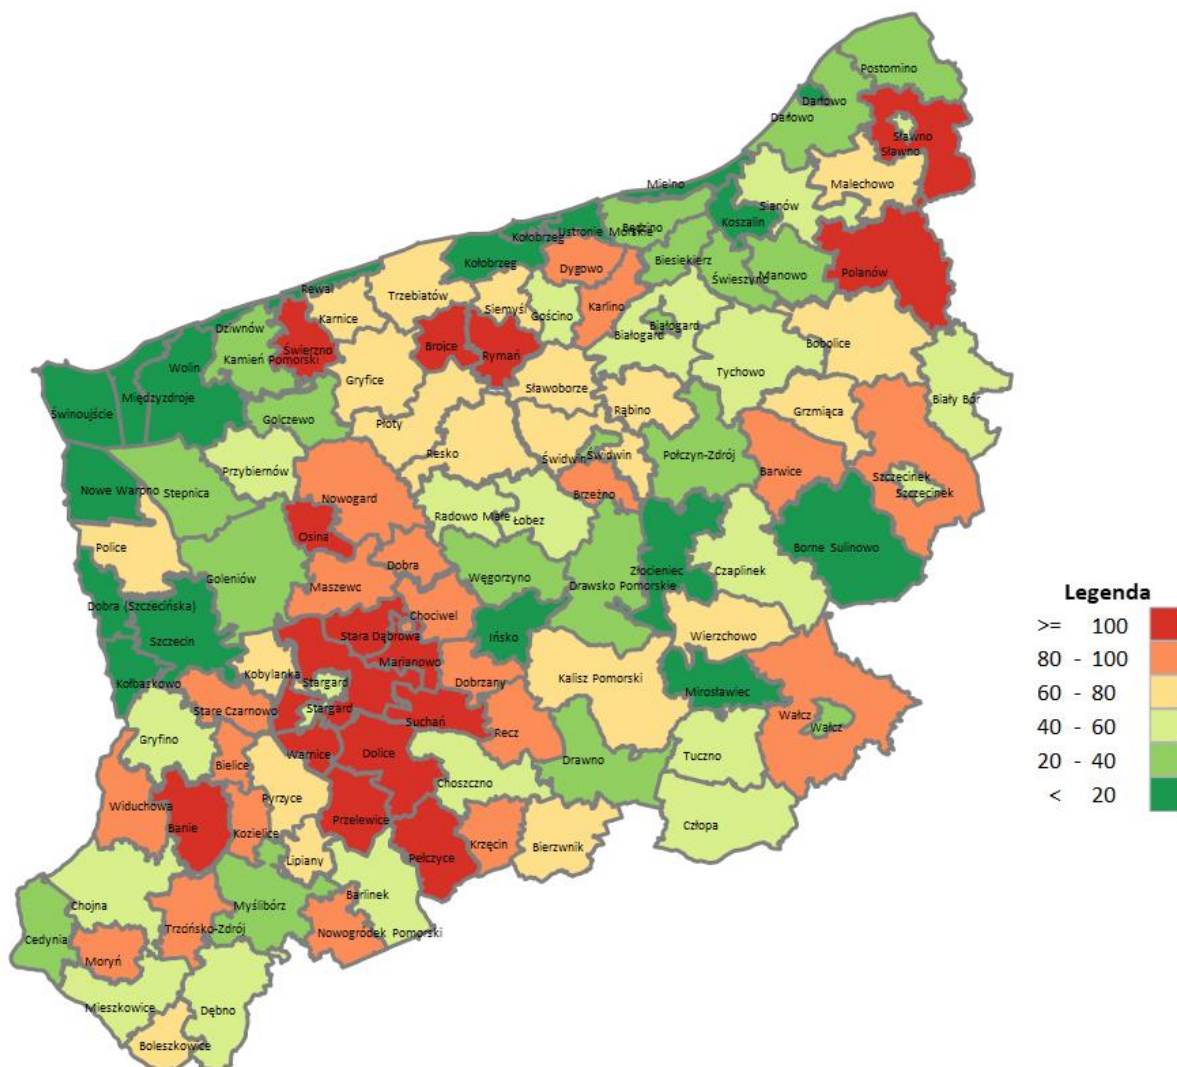 Postomino
Darłowo
Darłowo
Sławno
Sławno
Mielno
Malechowo
Sianów
Koszalin
Kołobrzeg
Ustronie Morskie
Będzino
Kołobrzeg
Dygowo
Biesiekierz
Świeszyno
Manowo
Polanów
Rewal
Trzebiatów
Siemyśl
Gościno
Karlino
Karnice
Dziwnów
Białogard
Białogard
Kamień Pomorski
Świerzno
Brojce
Rymań
Bobolice
Wolin
Gryfice
Sławoborze
Tychowo
Międzyzdroje
Świnoujście
Rąbino
Grzmiąca
Biały Bór
Golczewo
Płoty
Resko
Świdwin
Świdwin
Połczyn-Zdrój
Przybiernów
Barwice
Szczecinek
Szczecinek
Nowe Warpno
Stepnica
Nowogard
Brzeżno
Radowo Małe
Łobez
Osina
Police
Borne Sulinowo
Dobra
Złocieniec
Czaplinek
Goleniów
Węgorzyno
Drawsko Pomorskie
Maszewo
Legenda
Dobra (Szczecińska)
Chociwel
>= 100
Szczecin
Stara Dąbrowa
Ińsko
Wierzchowo
80 - 100
Marianowo
Kobylanka
Stargard
Dobrzany
Kalisz Pomorski
60 - 80
Kołbaskowo
Mirosławiec
Stare Czarnowo
Stargard
Suchań
Wałcz
Wałcz
40 - 60
Gryfino
Recz
Warnice
Dolice
Tuczno
20 - 40
Bielice
Drawno
Choszczno
< 20
Widuchowa
Pyrzyce
Banie
Kozielice
Przelewice
Człopa
Krzęcin
Bierzwnik
Pełczyce
Lipiany
Barlinek
Chojna
Myślibórz
Trzcińsko-Zdrój
Nowogródek Pomorski
Cedynia
Moryń
Mieszkowice
Dębno
Boleszkowice